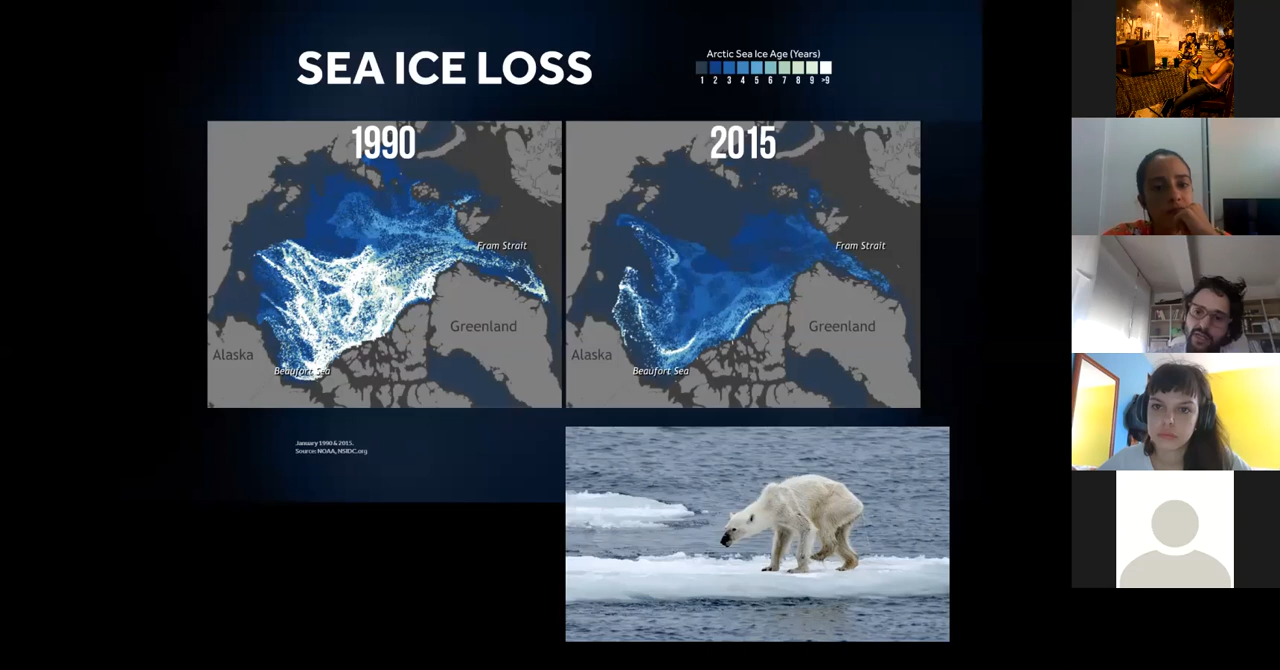 SEA ICE LOSS
Arctic Sea Ice Age (Years)
1 2 3 4 5 6 7 8 9 >9
1990
2015
Fram Strait
Fram Strait
Greenland
Greenland
Alaska
Alaska
Beaufort Sea
Beaufort Sea
January 1990 & 2015.
Source: NOAA, NSIDC.org